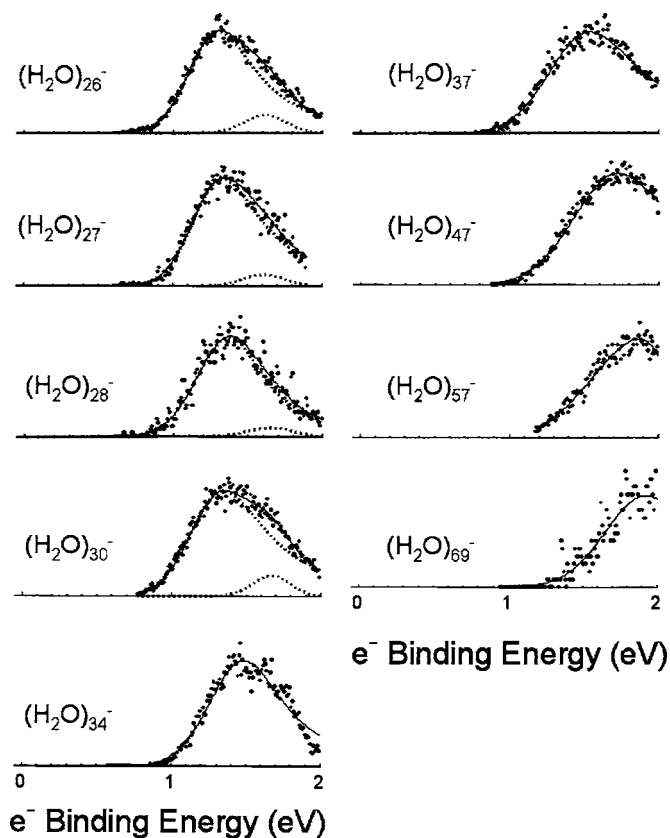 (H₂O)₂₆⁻
(H₂O)₃₇⁻
(H₂O)₂₇⁻
(H₂O)₄₇⁻
(H₂O)₂₈⁻
(H₂O)₅₇⁻
(H₂O)₃₀⁻
(H₂O)₆₉⁻
0 1 2
e⁻ Binding Energy (eV)
(H₂O)₃₄⁻
0 1 2
e⁻ Binding Energy (eV)